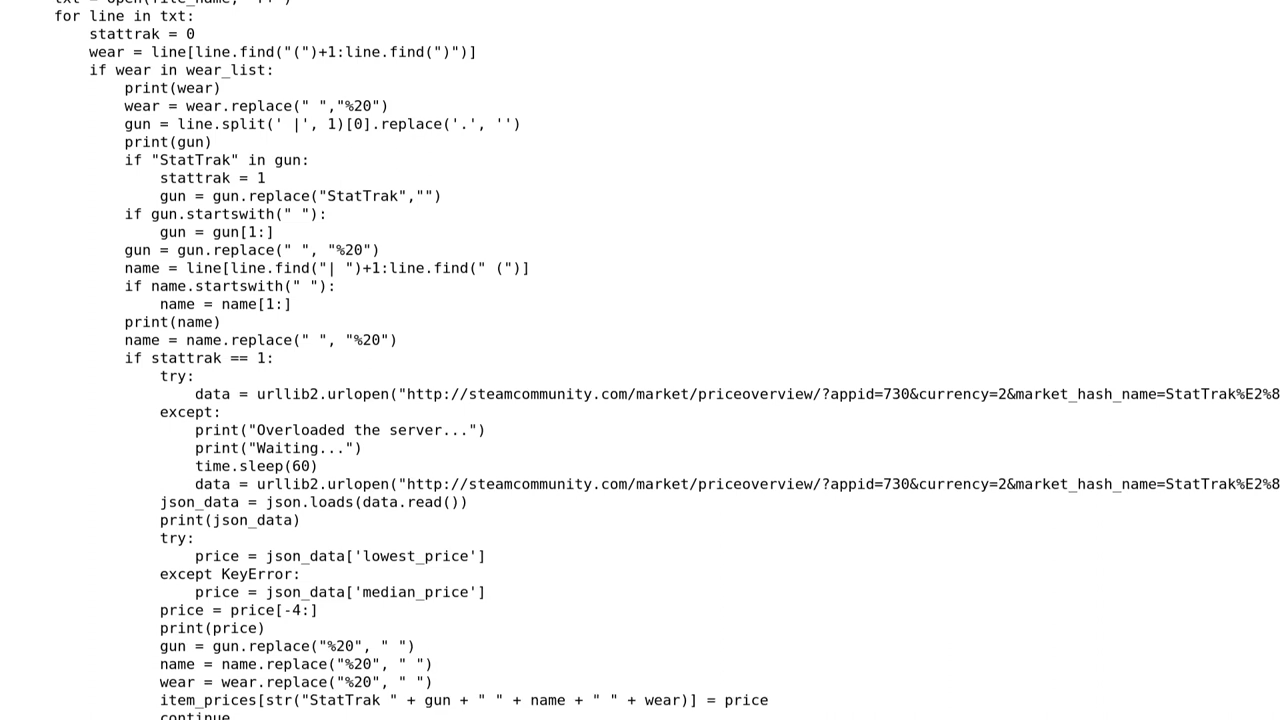 for line in txt:
stattrak = 0
wear = line[line.find("(")+1:line.find(")")]
if wear in wear_list:
print(wear)
wear = wear.replace(" ","%20")
gun = line.split(' |', 1)[0].replace('.', '')
print(gun)
if "StatTrak" in gun:
stattrak = 1
gun = gun.replace("StatTrak","")
if gun.startswith(" "):
gun = gun[1:]
gun = gun.replace(" ", "%20")
name = line[line.find("| ")+1:line.find(" (")]
if name.startswith(" "):
name = name[1:]
print(name)
name = name.replace(" ", "%20")
if stattrak == 1:
try:
data = urllib2.urlopen("http://steamcommunity.com/market/priceoverview/?appid=730&currency=2&market_hash_name=StatTrak%E2%8
except:
print("Overloaded the server...")
print("Waiting...")
time.sleep(60)
data = urllib2.urlopen("http://steamcommunity.com/market/priceoverview/?appid=730&currency=2&market_hash_name=StatTrak%E2%8
json_data = json.loads(data.read())
print(json_data)
try:
price = json_data['lowest_price']
except KeyError:
price = json_data['median_price']
price = price[-4:]
print(price)
gun = gun.replace("%20", " ")
name = name.replace("%20", " ")
wear = wear.replace("%20", " ")
item_prices[str("StatTrak " + gun + " " + name + " " + wear)] = price
continue